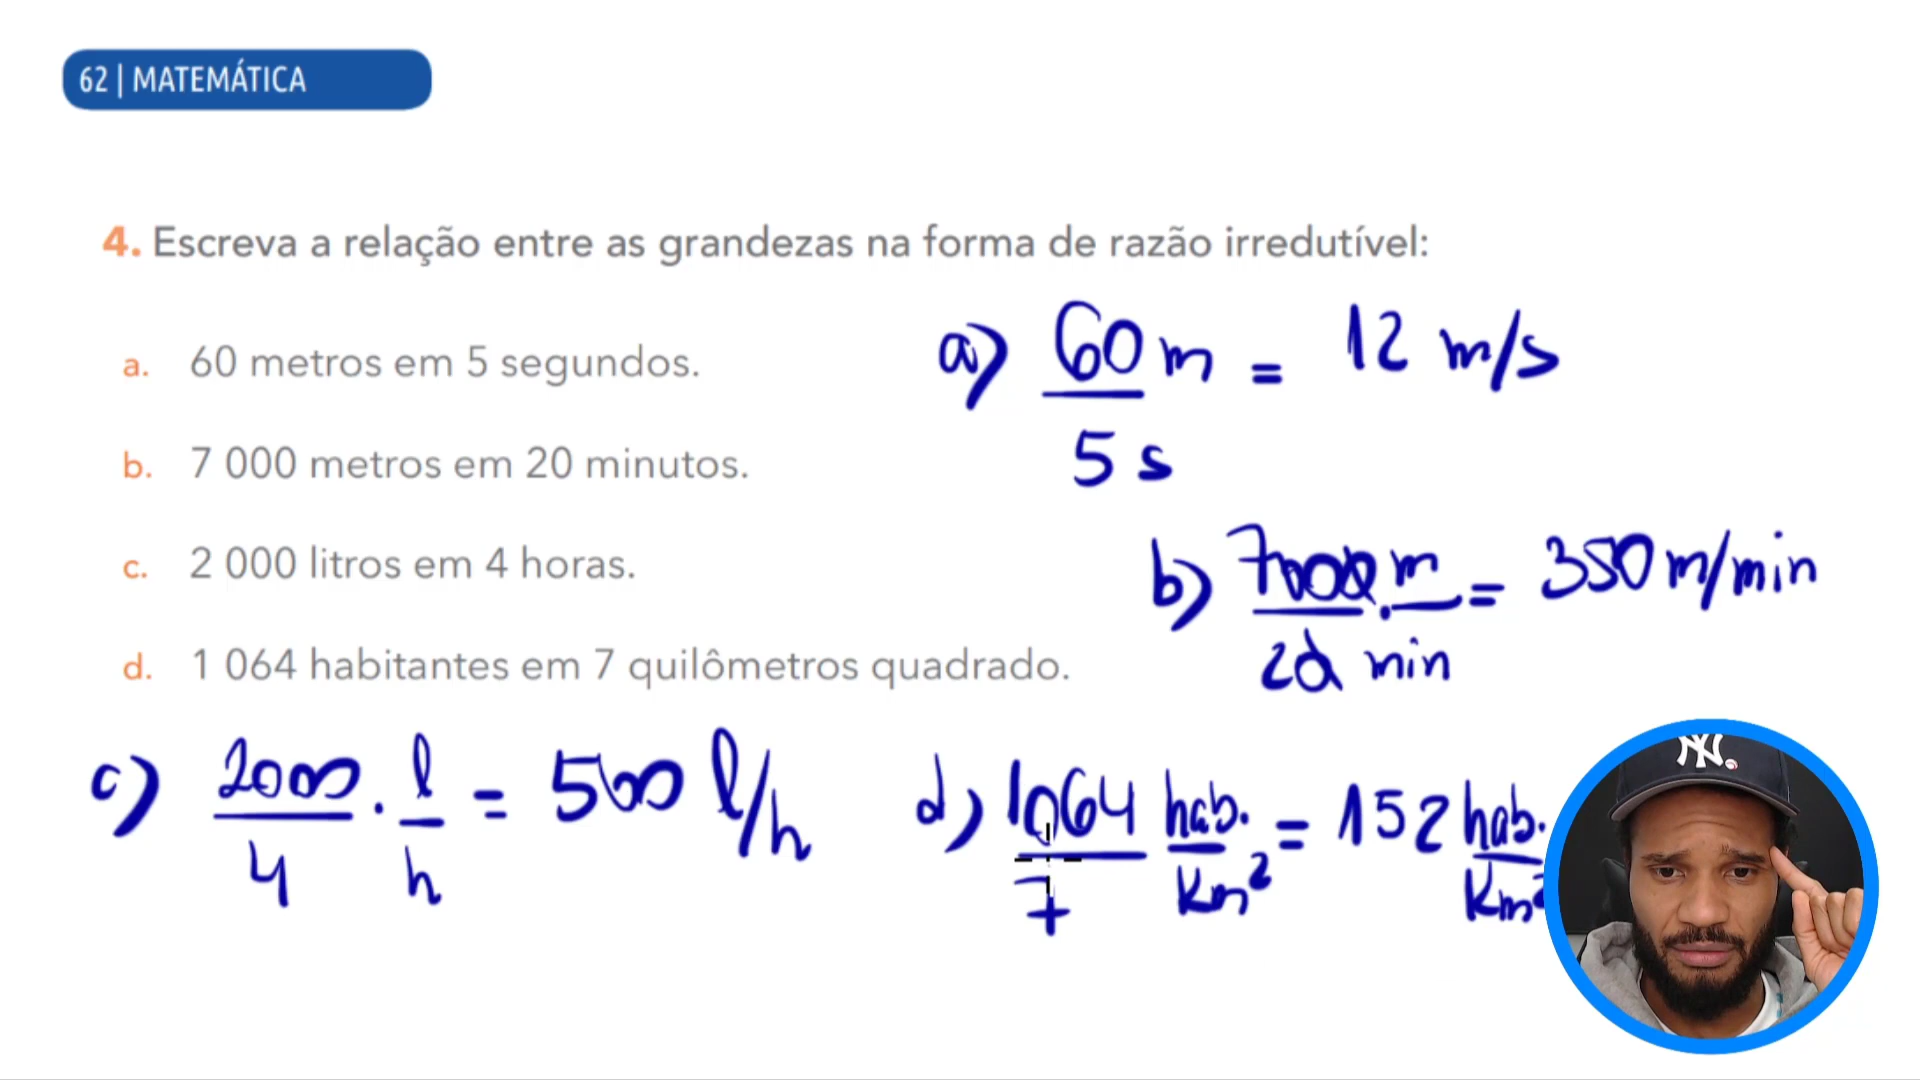 62 | MATEMÁTICA
4. Escreva a relação entre as grandezas na forma de razão irredutível:
a. 60 metros em 5 segundos.
b. 7 000 metros em 20 minutos.
c. 2 000 litros em 4 horas.
d. 1 064 habitantes em 7 quilômetros quadrado.
a) 60 m = 12 m/s
5 s
b) 7000 . m = 350 m/min
20 min
c) 2000 . l = 500 l/h
4 h
d) 1064 hab. = 152 hab.
7 Km² Km²
NY